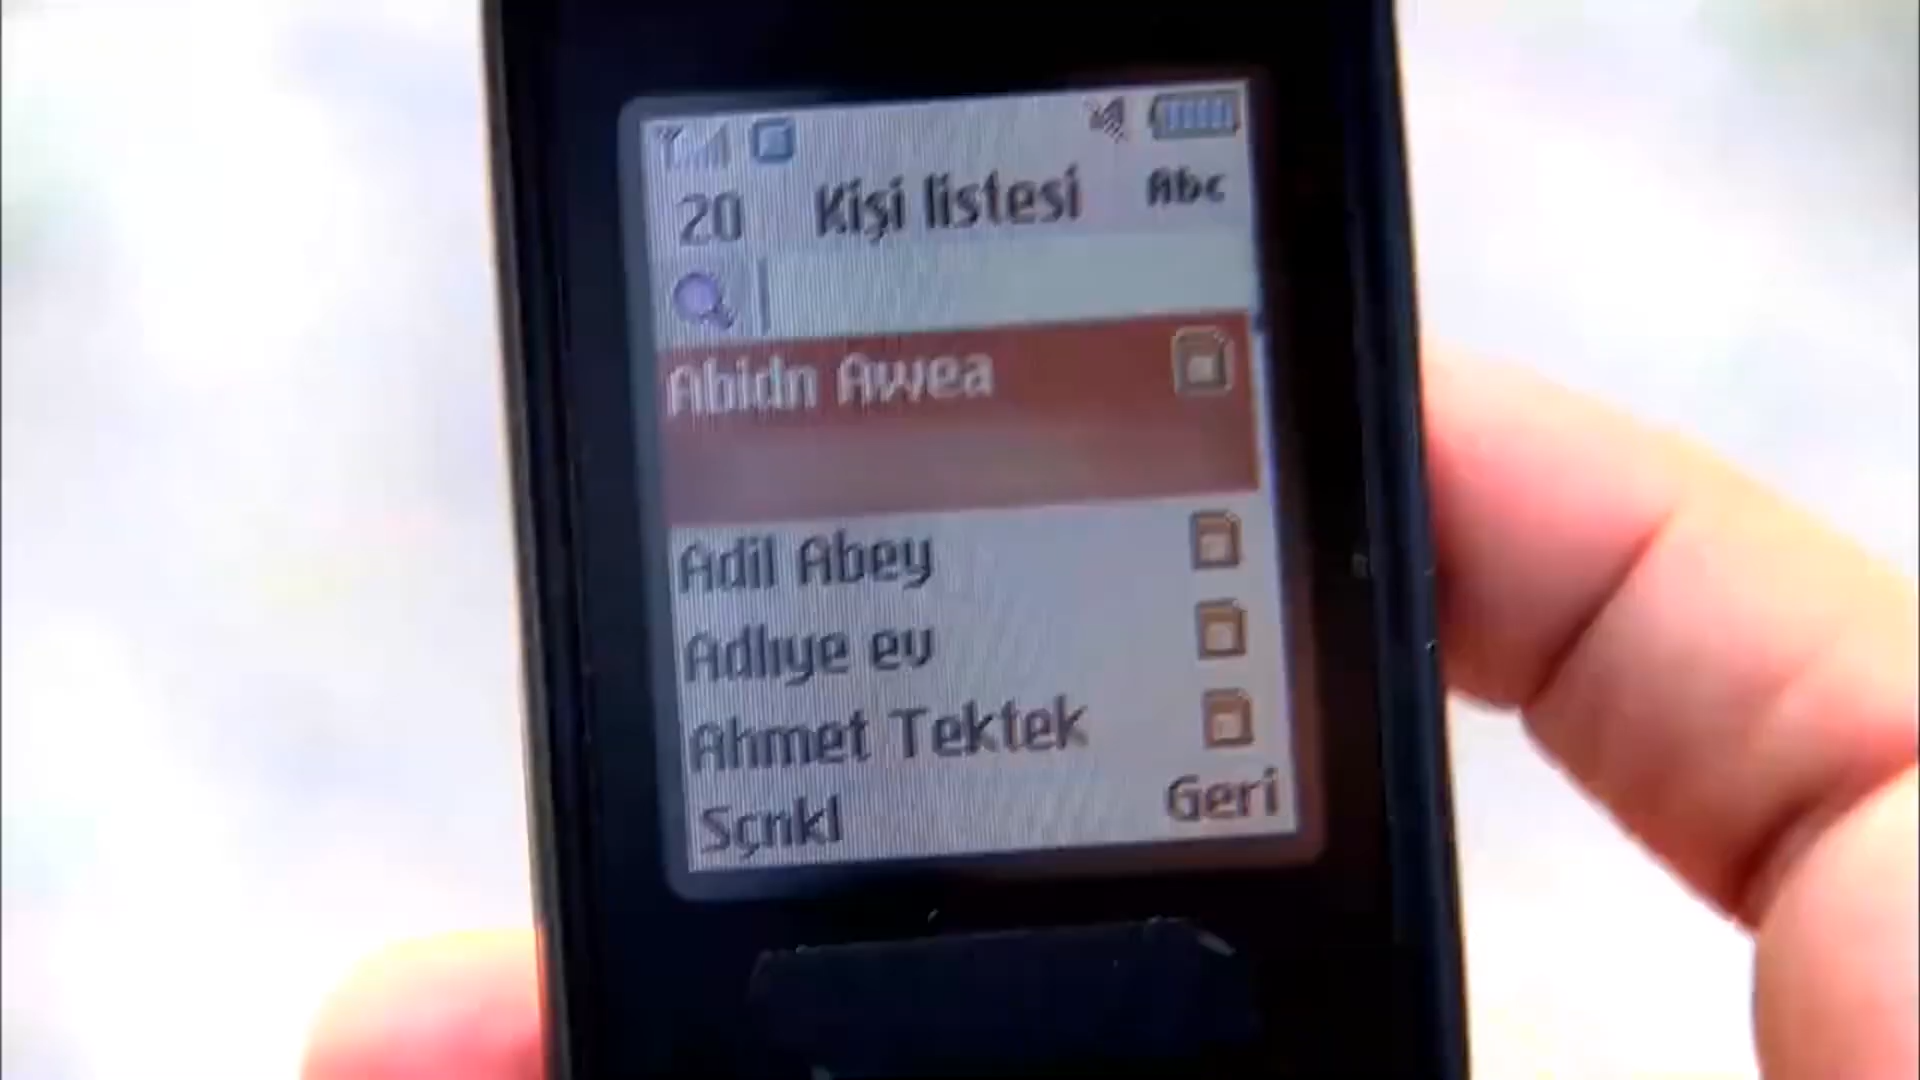 20 Kişi listesi Abc
Abidn Awea
Adil Abey
Adlıye ev
Ahmet Tektek
Sçnkl Geri